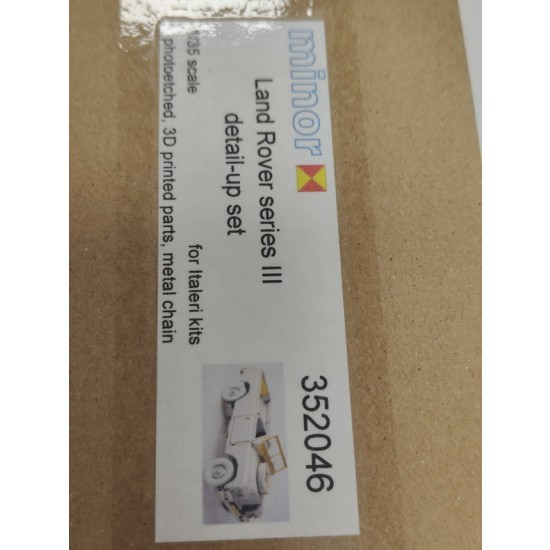 minor
Land Rover series III
detail-up set
1/35 scale
for Italeri kits
photoetched, 3D printed parts, metal chain
352046